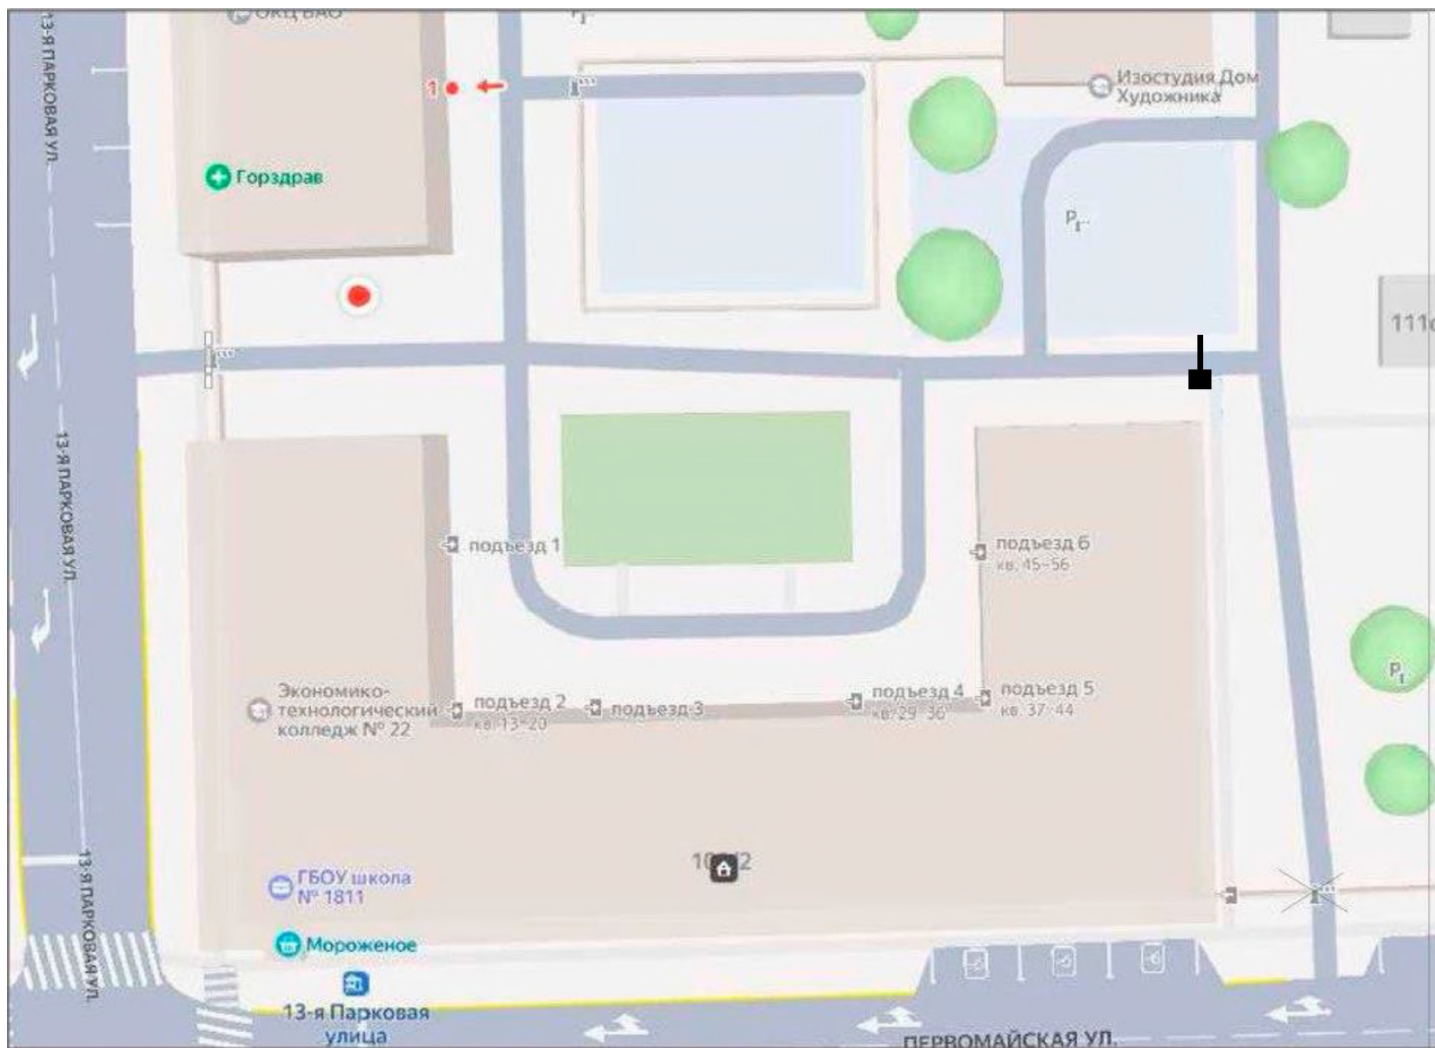 ОКЦ ВАО
Р
13-Я ПАРКОВАЯ УЛ.
1
Изостудия Дом
Художника
Горздрав
Р
13-Я ПАРКОВАЯ УЛ.
подъезд 1
подъезд 6
кв. 45-56
Экономико-
технологический
колледж № 22
подъезд 2
кв. 13-20
подъезд 3
подъезд 4
кв. 29-36
подъезд 5
кв. 37-44
Р
ГБОУ школа
№ 1811
13-Я ПАРКОВАЯ УЛ.
Мороженое
13-я Парковая
улица
ПЕРВОМАЙСКАЯ УЛ.